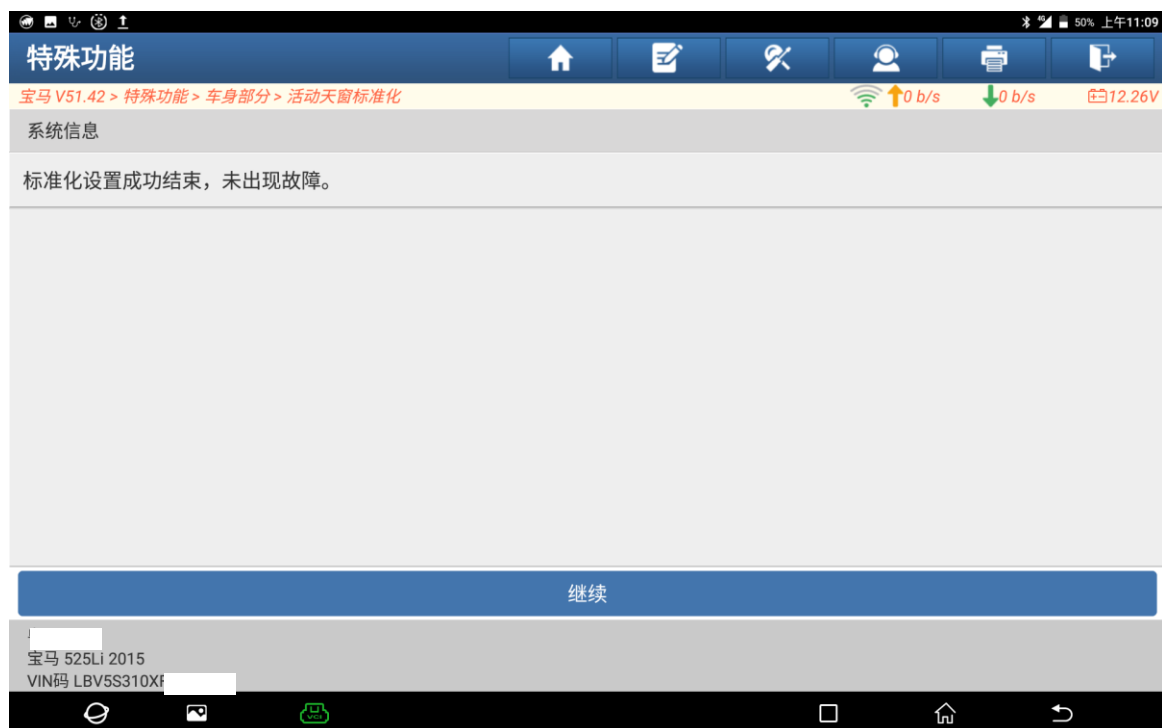 4G 50% 上午11:09
特殊功能
宝马 V51.42 > 特殊功能 > 车身部分 > 活动天窗标准化 0 b/s 0 b/s 12.26V
系统信息
标准化设置成功结束，未出现故障。
继续
宝马 525Li 2015
VIN码 LBV5S310X
VCI